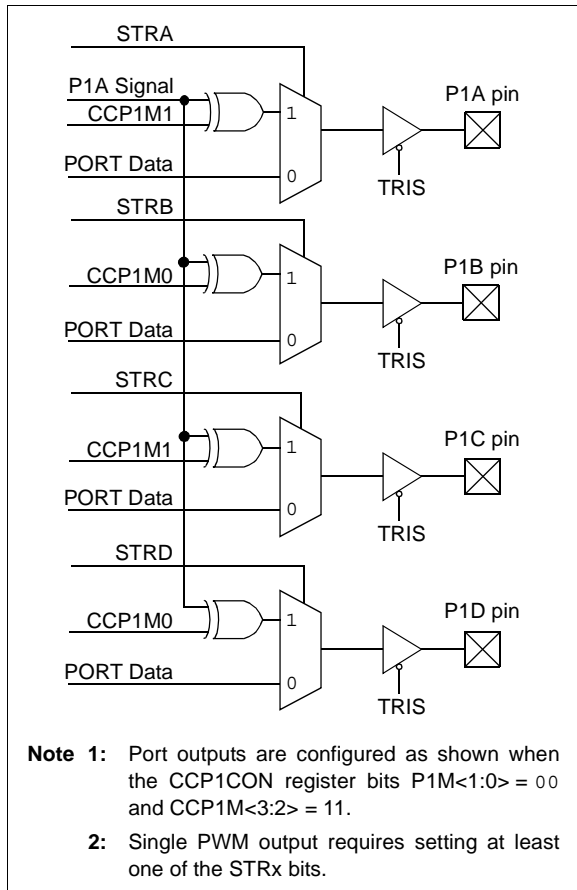 STRA
P1A Signal
CCP1M1
1
P1A pin
PORT Data
0
TRIS
STRB
CCP1M0
1
P1B pin
PORT Data
0
TRIS
STRC
CCP1M1
1
P1C pin
PORT Data
0
TRIS
STRD
CCP1M0
1
P1D pin
PORT Data
0
TRIS
Note 1: Port outputs are configured as shown when
the CCP1CON register bits P1M<1:0> = 00
and CCP1M<3:2> = 11.
2: Single PWM output requires setting at least
one of the STRx bits.